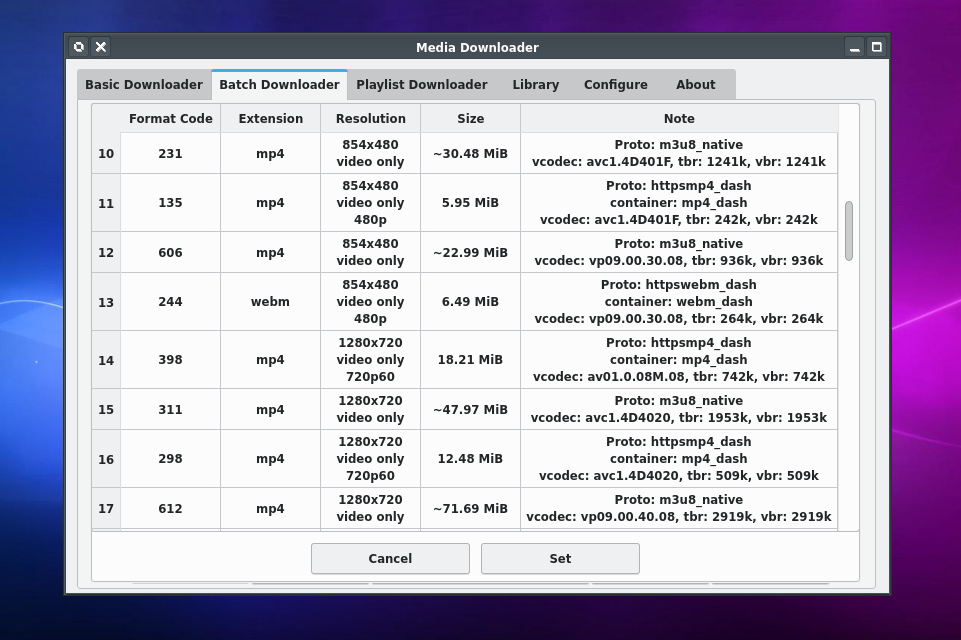 Media Downloader
Basic Downloader Batch Downloader Playlist Downloader Library Configure About
Format Code Extension Resolution Size Note
10 231 mp4 854x480 video only ~30.48 MiB Proto: m3u8_native
vcodec: avc1.4D401F, tbr: 1241k, vbr: 1241k
11 135 mp4 854x480 video only 480p 5.95 MiB Proto: httpsmp4_dash
container: mp4_dash
vcodec: avc1.4D401F, tbr: 242k, vbr: 242k
12 606 mp4 854x480 video only ~22.99 MiB Proto: m3u8_native
vcodec: vp09.00.30.08, tbr: 936k, vbr: 936k
13 244 webm 854x480 video only 480p 6.49 MiB Proto: httpswebm_dash
container: webm_dash
vcodec: vp09.00.30.08, tbr: 264k, vbr: 264k
14 398 mp4 1280x720 video only 720p60 18.21 MiB Proto: httpsmp4_dash
container: mp4_dash
vcodec: av01.0.08M.08, tbr: 742k, vbr: 742k
15 311 mp4 1280x720 video only ~47.97 MiB Proto: m3u8_native
vcodec: avc1.4D4020, tbr: 1953k, vbr: 1953k
16 298 mp4 1280x720 video only 720p60 12.48 MiB Proto: httpsmp4_dash
container: mp4_dash
vcodec: avc1.4D4020, tbr: 509k, vbr: 509k
17 612 mp4 1280x720 video only ~71.69 MiB Proto: m3u8_native
vcodec: vp09.00.40.08, tbr: 2919k, vbr: 2919k
Cancel Set